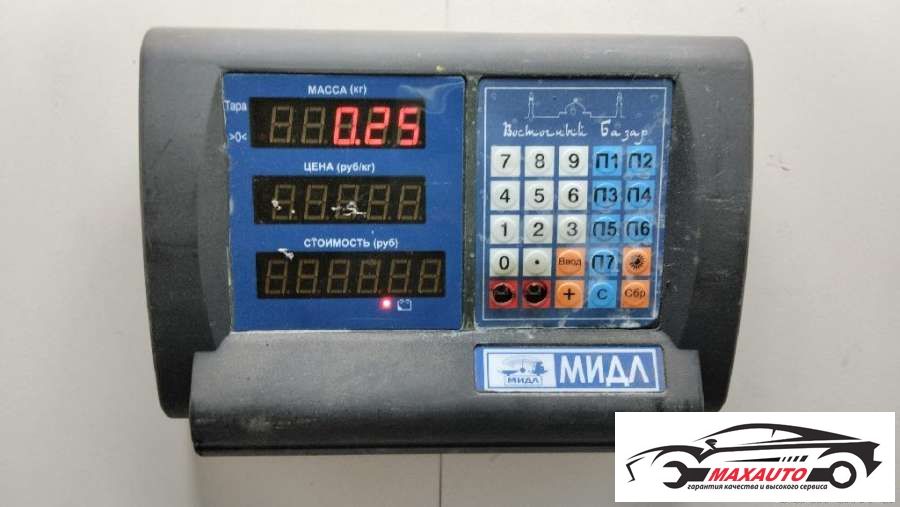 МАССА (кг)
Тара
0.25
>0<
ЦЕНА (руб/кг)
СТОИМОСТЬ (руб)
Восточный Базар
7 8 9 П1 П2
4 5 6 П3 П4
1 2 3 П5 П6
0 . Ввод П7
+ С Сбр
МИДЛ
МИДЛ
MAXAUTO
гарантия качества и высокого сервиса